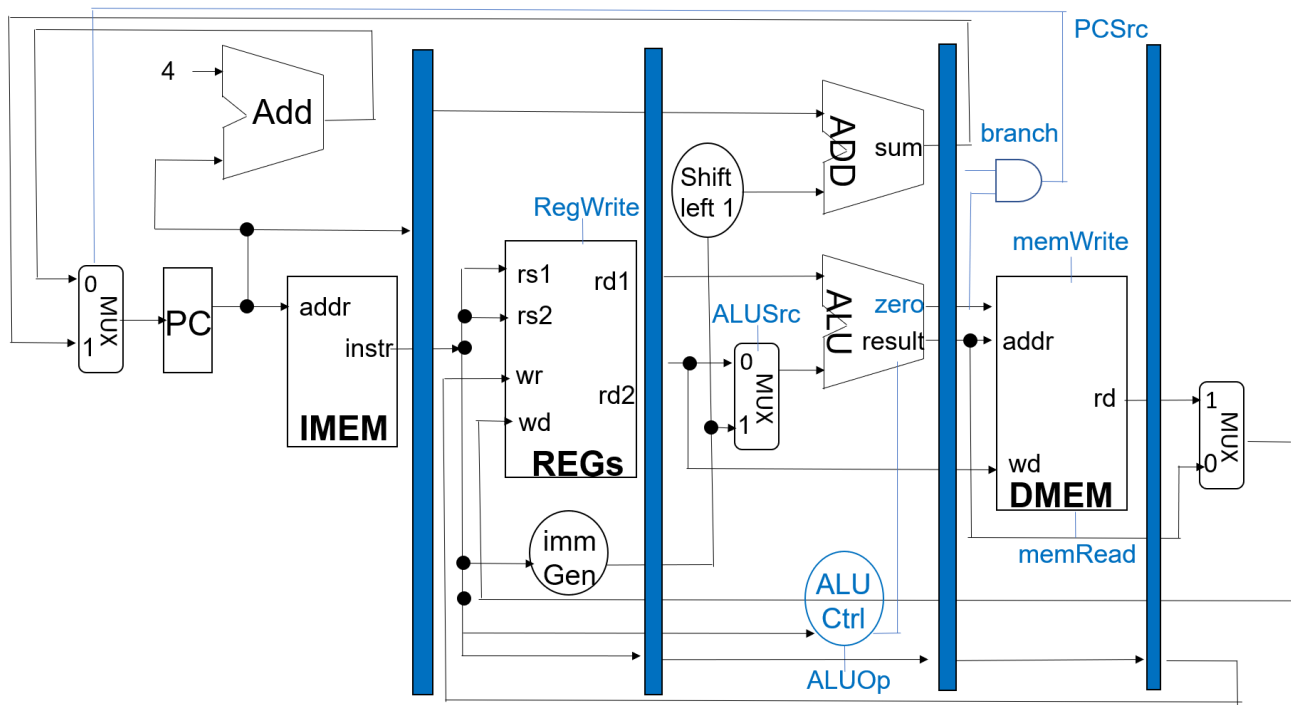 PCSrc
4
Add
ADD
sum
branch
Shift
left 1
RegWrite
memWrite
0
MUX
1
PC
addr
instr
IMEM
rs1
rs2
wr
wd
rd1
rd2
REGs
ALUSrc
0
MUX
1
ALU
zero
result
addr
rd
wd
DMEM
memRead
1
MUX
0
imm
Gen
ALU
Ctrl
ALUOp